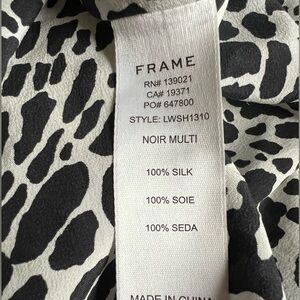 FRAME
RN# 139021
CA# 19371
PO# 647800
STYLE: LWSH1310
NOIR MULTI
100% SILK
100% SOIE
100% SEDA
MADE IN CHINA